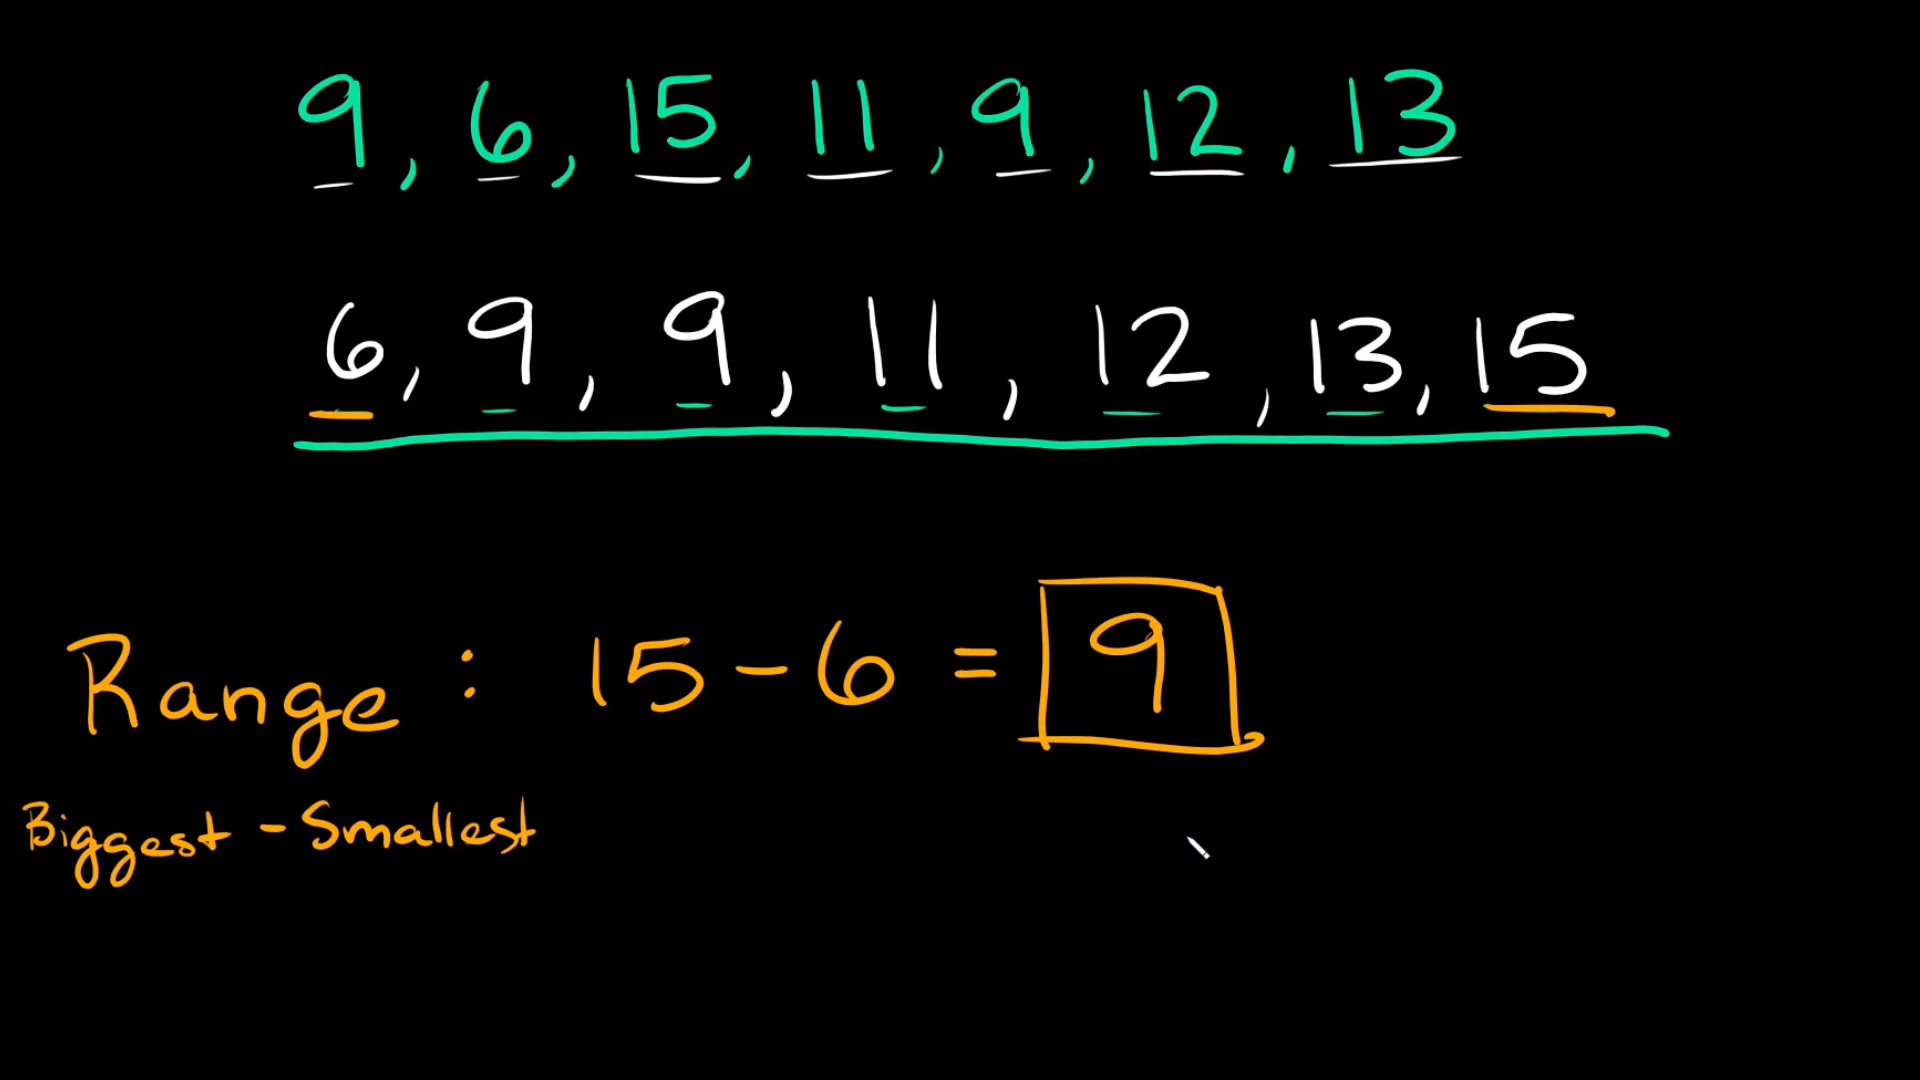 9, 6, 15, 11, 9, 12, 13
6, 9, 9, 11, 12, 13, 15
Range: 15 - 6 = 9
Biggest - Smallest